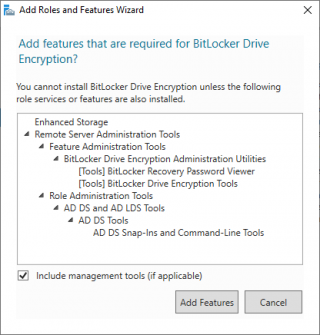 Add Roles and Features Wizard
Add features that are required for BitLocker Drive
Encryption?
You cannot install BitLocker Drive Encryption unless the following
role services or features are also installed.
Enhanced Storage
Remote Server Administration Tools
Feature Administration Tools
BitLocker Drive Encryption Administration Utilities
[Tools] BitLocker Recovery Password Viewer
[Tools] BitLocker Drive Encryption Tools
Role Administration Tools
AD DS and AD LDS Tools
AD DS Tools
AD DS Snap-Ins and Command-Line Tools
Include management tools (if applicable)
Add Features
Cancel